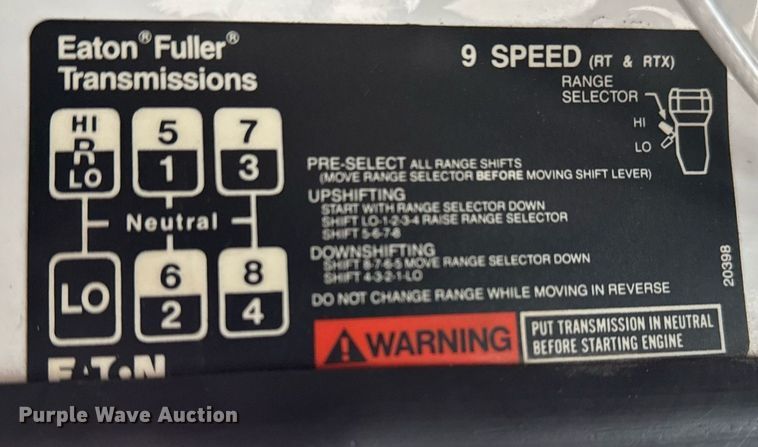 Eaton® Fuller®
Transmissions
9 SPEED (RT & RTX)
RANGE
SELECTOR
HI
LO
HI
R
LO
5
1
7
3
Neutral
LO
6
2
8
4
PRE-SELECT ALL RANGE SHIFTS
(MOVE RANGE SELECTOR BEFORE MOVING SHIFT LEVER)
UPSHIFTING
START WITH RANGE SELECTOR DOWN
SHIFT LO-1-2-3-4 RAISE RANGE SELECTOR
SHIFT 5-6-7-8
DOWNSHIFTING
SHIFT 8-7-6-5 MOVE RANGE SELECTOR DOWN
SHIFT 4-3-2-1-LO
DO NOT CHANGE RANGE WHILE MOVING IN REVERSE
20398
WARNING
PUT TRANSMISSION IN NEUTRAL
BEFORE STARTING ENGINE
EATON
Purple Wave Auction